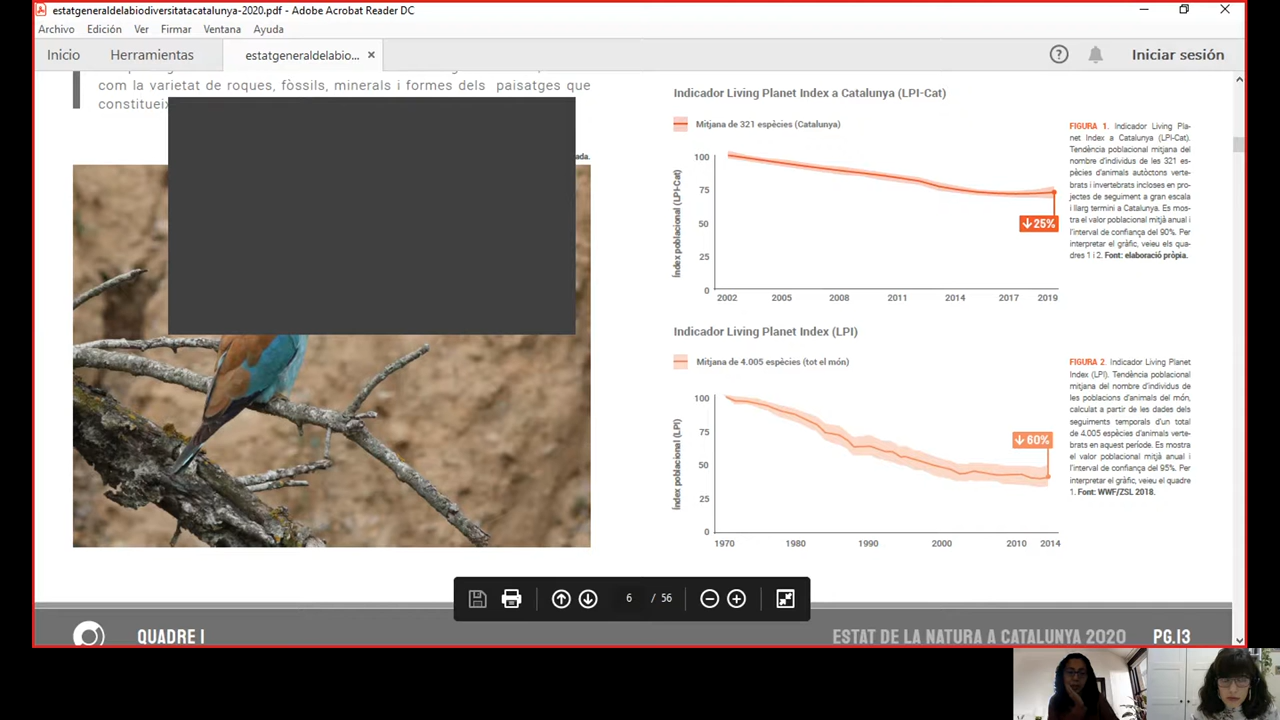 estatgeneraldelabiodiversitatacatalunya-2020.pdf - Adobe Acrobat Reader DC
Archivo Edición Ver Firmar Ventana Ayuda
Inicio Herramientas estatgeneraldelabio... × Iniciar sesión
com la varietat de roques, fòssils, minerals i formes dels paisatges que
Indicador Living Planet Index a Catalunya (LPI-Cat)
Mitjana de 321 espècies (Catalunya)
Índex poblacional (LPI-Cat)
100
75
50
25
0
2002 2005 2008 2011 2014 2017 2019
↓25%
FIGURA 1. Indicador Living Pla-
net Index a Catalunya (LPI-Cat).
Tendència poblacional mitjana del
nombre d'individus de les 321 es-
pècies d'animals autòctons verte-
brats i invertebrats incloses en pro-
jectes de seguiment a gran escala
i llarg termini a Catalunya. Es mos-
tra el valor poblacional mitjà anual i
l'interval de confiança del 90%. Per
interpretar el gràfic, veieu els qua-
dres 1 i 2. Font: elaboració pròpia.
Indicador Living Planet Index (LPI)
Mitjana de 4.005 espècies (tot el món)
Índex poblacional (LPI)
100
75
50
25
0
1970 1980 1990 2000 2010 2014
↓60%
FIGURA 2. Indicador Living Planet
Index (LPI). Tendència poblacional
mitjana del nombre d'individus de
les poblacions d'animals del món,
calculat a partir de les dades dels
seguiments temporals d'un total
de 4.005 espècies d'animals verte-
brats en aquest període. Es mostra
el valor poblacional mitjà anual i
l'interval de confiança del 95%. Per
interpretar el gràfic, veieu el quadre
1. Font: WWF/ZSL 2018.
6 / 56
QUADRE I
ESTAT DE LA NATURA A CATALUNYA 2020 PG.13